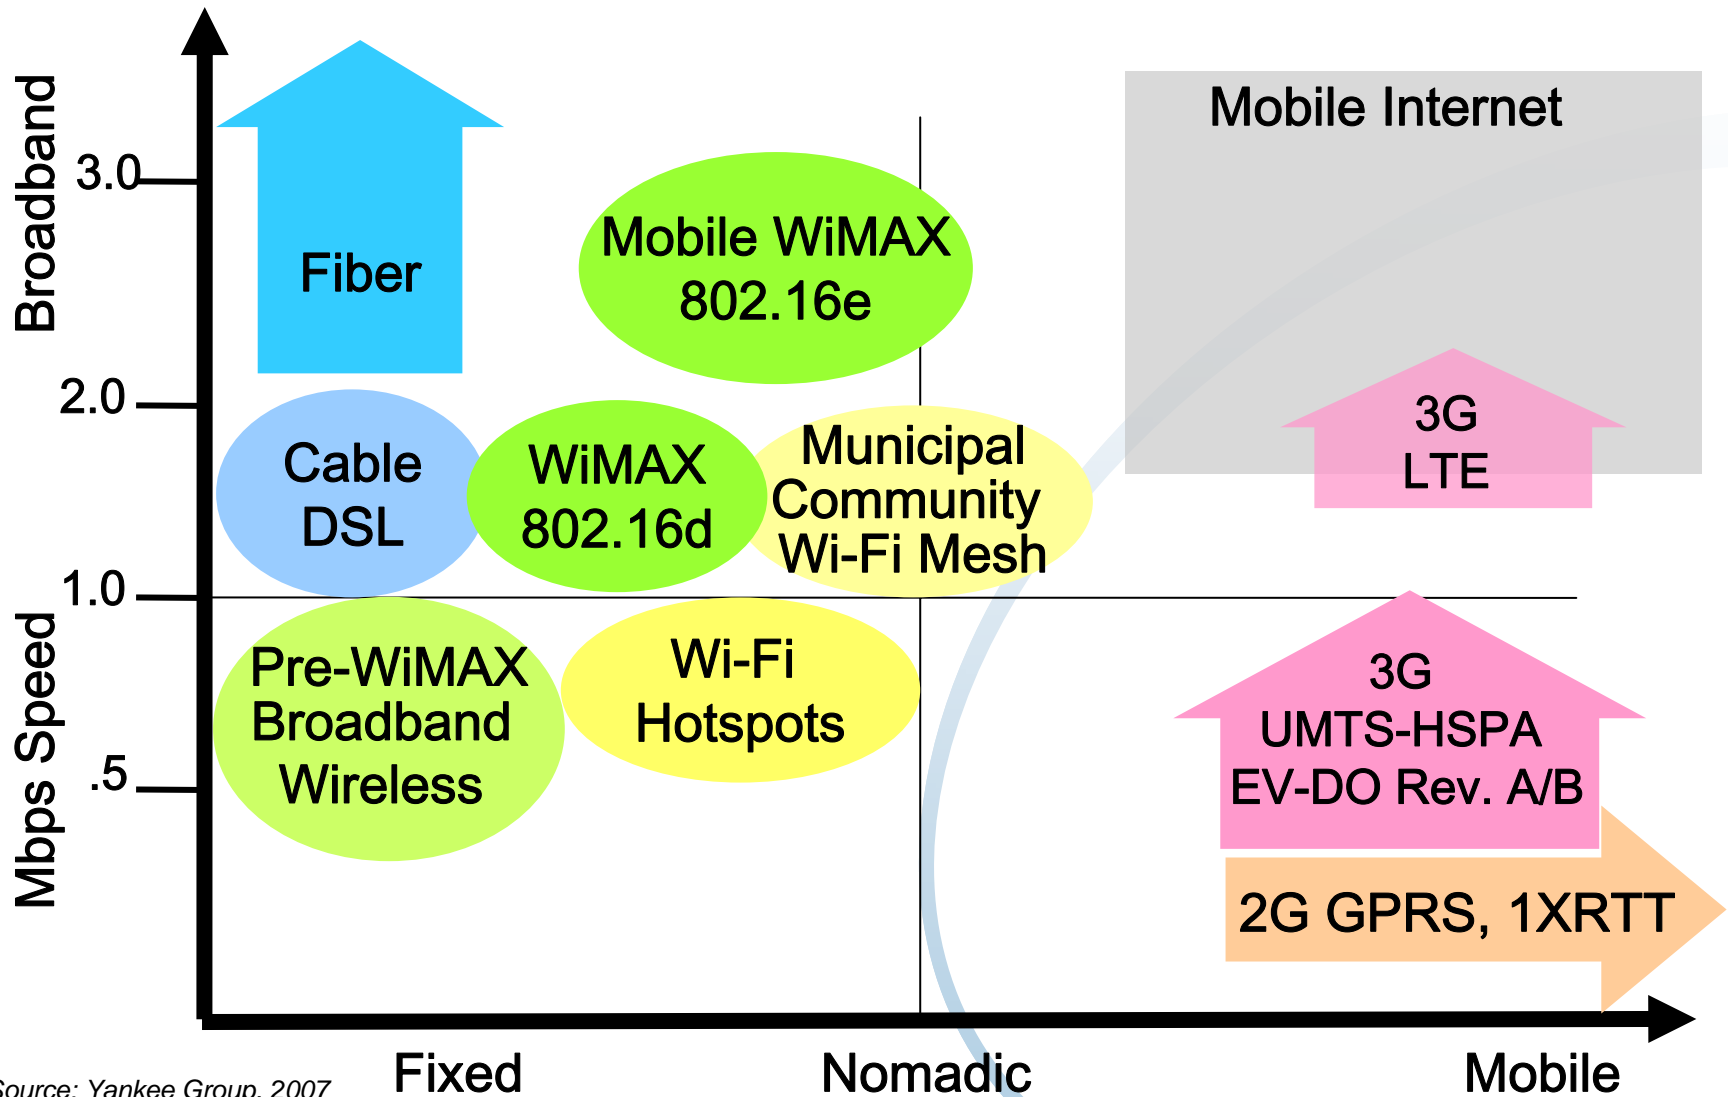 Broadband
Mbps Speed
3.0
2.0
1.0
.5
Fiber
Mobile WiMAX
802.16e
Mobile Internet
3G
LTE
Cable
DSL
WiMAX
802.16d
Municipal
Community
Wi-Fi Mesh
Pre-WiMAX
Broadband
Wireless
Wi-Fi
Hotspots
3G
UMTS-HSPA
EV-DO Rev. A/B
2G GPRS, 1XRTT
Fixed
Nomadic
Mobile
Source: Yankee Group, 2007